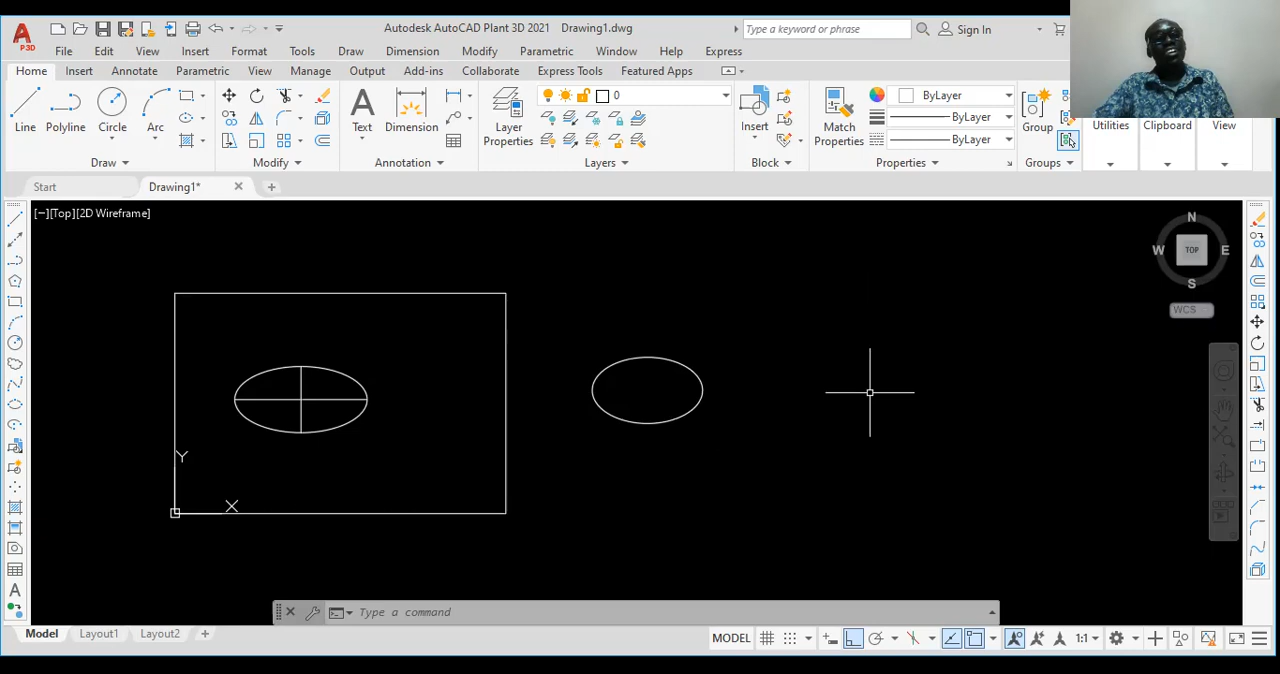 Autodesk AutoCAD Plant 3D 2021 Drawing1.dwg
Type a keyword or phrase
Sign In
P3D
File Edit View Insert Format Tools Draw Dimension Modify Parametric Window Help Express
Home Insert Annotate Parametric View Manage Output Add-ins Collaborate Express Tools Featured Apps
0
ByLayer
ByLayer
ByLayer
Line Polyline Circle Arc
Text Dimension
Layer
Properties
Insert
Match
Properties
Group
Utilities Clipboard View
Draw Modify Annotation Layers Block Properties Groups
Start Drawing1*
[−][Top][2D Wireframe]
N
W TOP E
S
WCS
Y
X
A
Type a command
Model Layout1 Layout2
MODEL 1:1